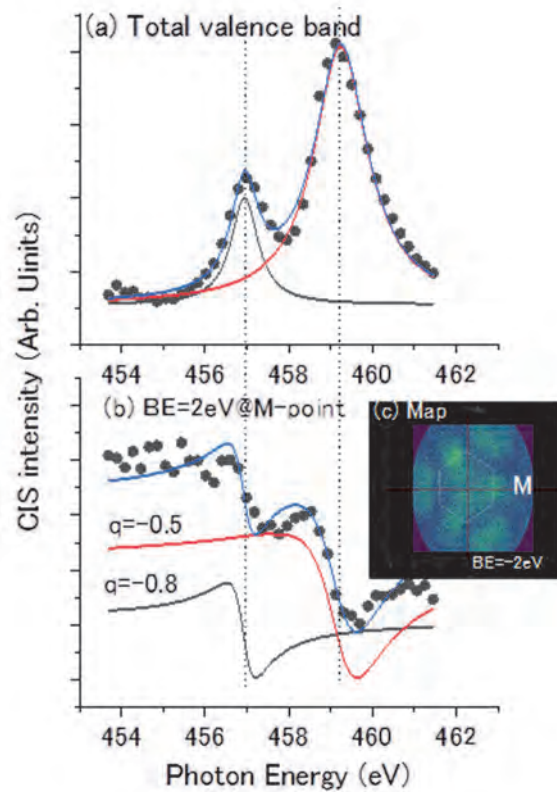 (a) Total valence band
454 456 458 460 462
CIS intensity (Arb. Uinits)
(b) BE=2eV@M-point
(c) Map
M
BE=-2eV
q=-0.5
q=-0.8
454 456 458 460 462
Photon Energy (eV)